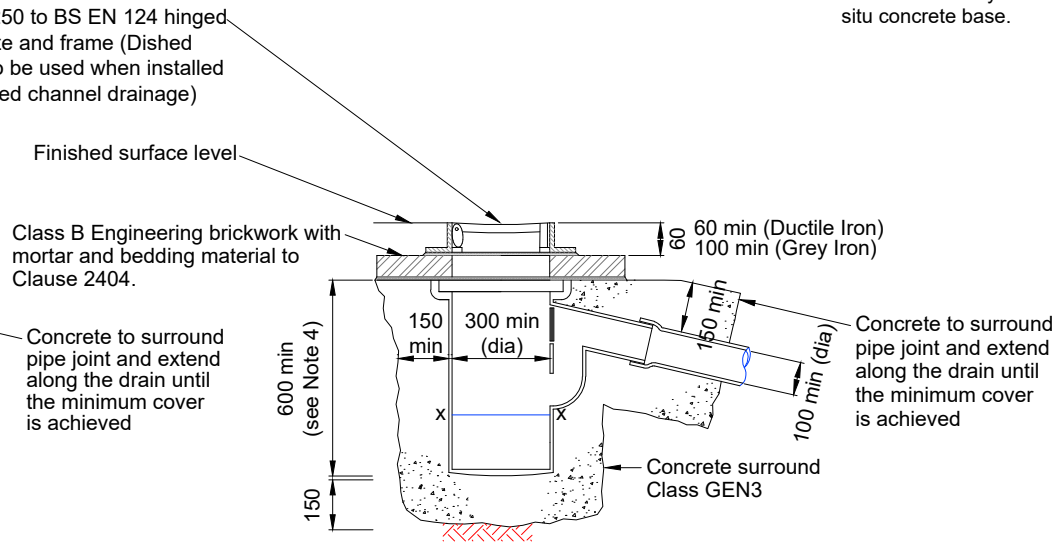 250 to BS EN 124 hinged
and frame (Dished
be used when installed
channel drainage)
situ concrete base.
Finished surface level
Class B Engineering brickwork with
mortar and bedding material to
Clause 2404.
60
60 min (Ductile Iron)
100 min (Grey Iron)
Concrete to surround
pipe joint and extend
along the drain until
the minimum cover
is achieved
600 min
(see Note 4)
150
min
300 min
(dia)
150 min
100 min (dia)
Concrete to surround
pipe joint and extend
along the drain until
the minimum cover
is achieved
x
x
Concrete surround
Class GEN3
150